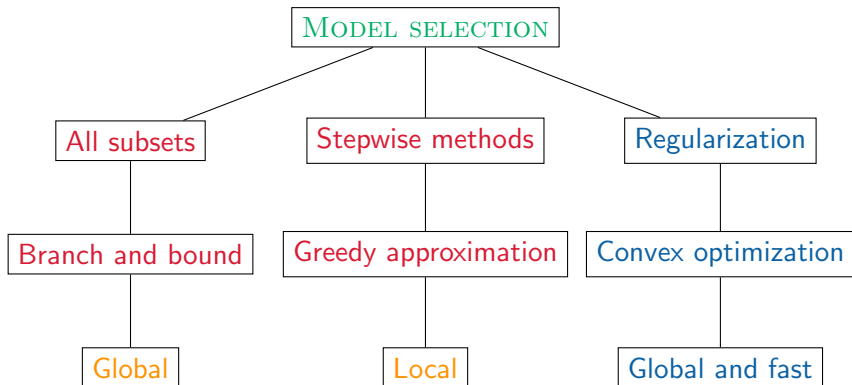 MODEL SELECTION
All subsets
Stepwise methods
Regularization
Branch and bound
Greedy approximation
Convex optimization
Global
Local
Global and fast